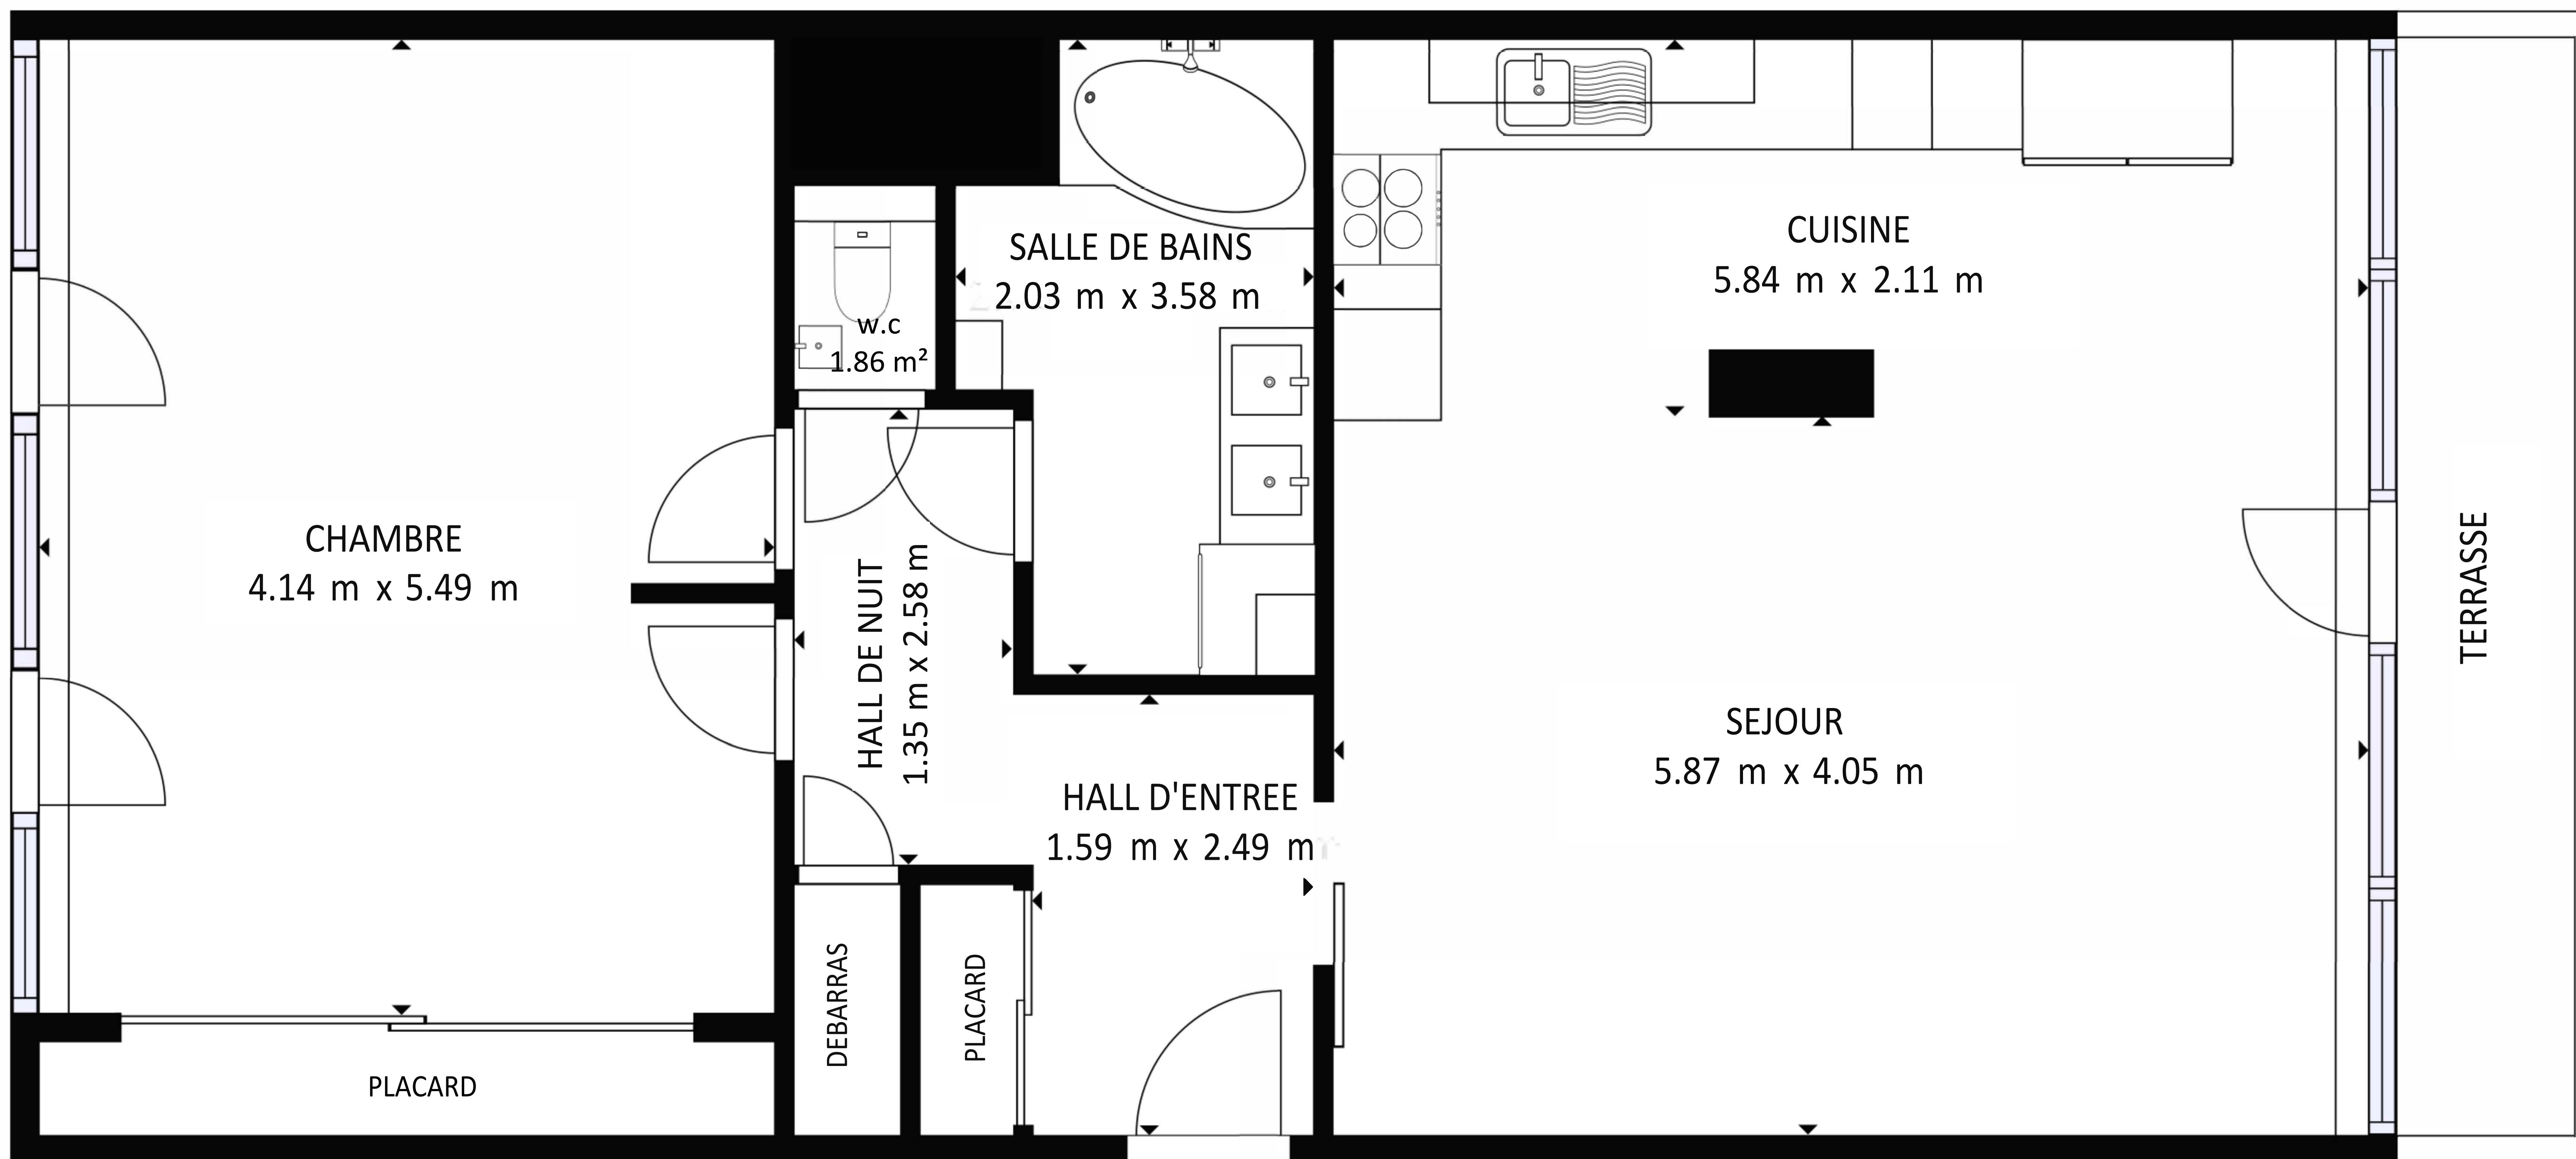 CHAMBRE
4.14 m x 5.49 m
PLACARD
w.c
1.86 m²
SALLE DE BAINS
2.03 m x 3.58 m
HALL DE NUIT
1.35 m x 2.58 m
HALL D'ENTREE
1.59 m x 2.49 m
DEBARRAS
PLACARD
CUISINE
5.84 m x 2.11 m
SEJOUR
5.87 m x 4.05 m
TERRASSE